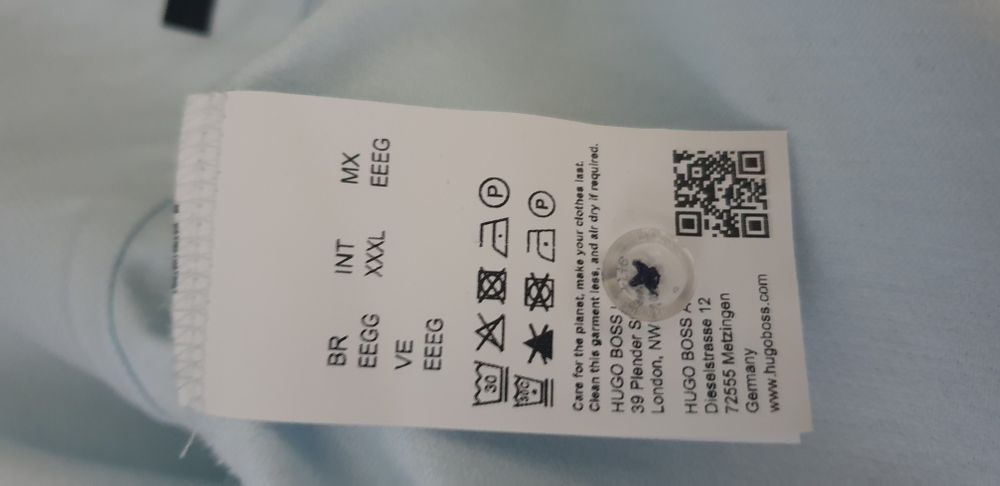 BR INT MX
EEGG XXXL EEEG
VE
EEEG
30 P
30C P
Care for the planet, make your clothes last.
Clean this garment less, and air dry if required.
HUGO BOSS
39 Plender
London, NW
HUGO BOSS
Dieselstrasse 12
72555 Metzingen
Germany
www.hugoboss.com